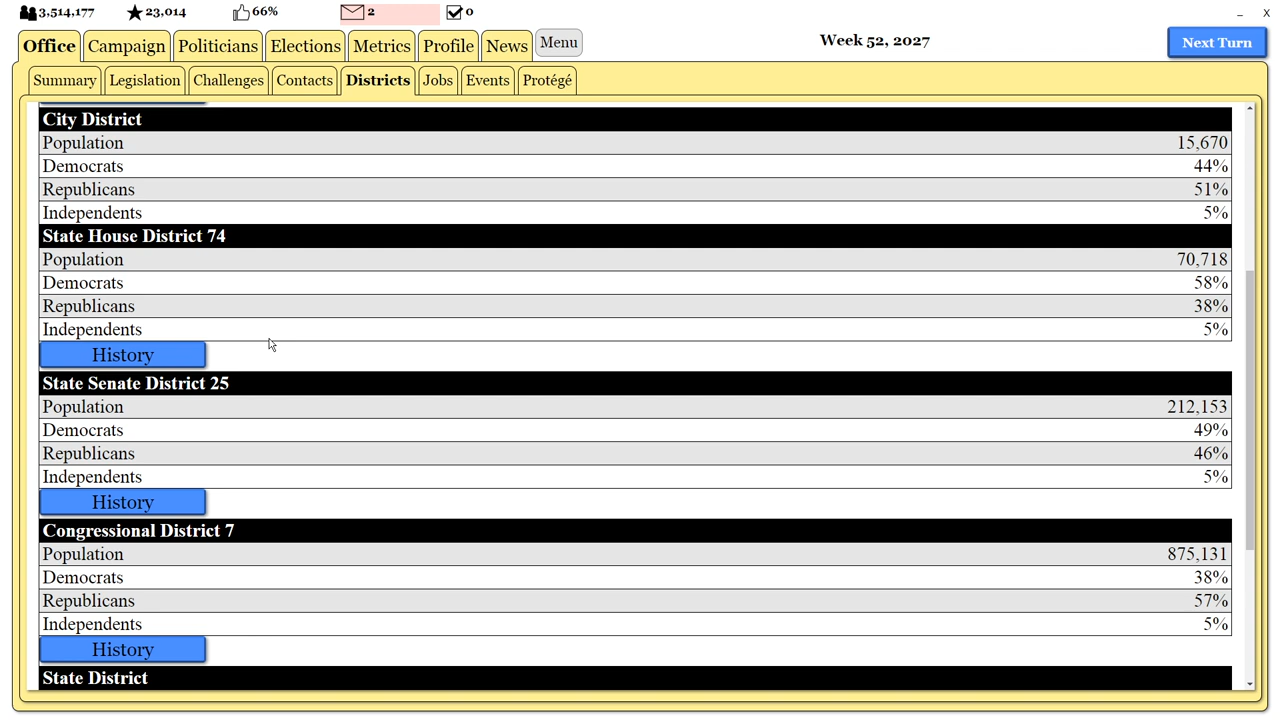 3,514,177 23,014 66% 2 0
Office Campaign Politicians Elections Metrics Profile News Menu Week 52, 2027 _ X Next Turn
Summary Legislation Challenges Contacts Districts Jobs Events Protégé
City District
Population 15,670
Democrats 44%
Republicans 51%
Independents 5%
State House District 74
Population 70,718
Democrats 58%
Republicans 38%
Independents 5%
History
State Senate District 25
Population 212,153
Democrats 49%
Republicans 46%
Independents 5%
History
Congressional District 7
Population 875,131
Democrats 38%
Republicans 57%
Independents 5%
History
State District